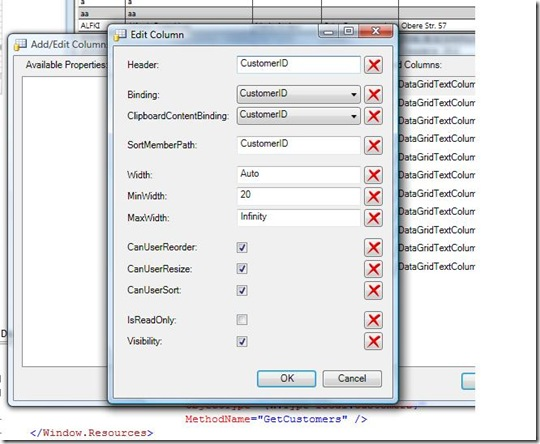 a
aa
ALFKI
Obere Str. 57
Add/Edit Columns
Edit Column
Available Properties:
d Columns:
Header: CustomerID
Binding: CustomerID
ClipboardContentBinding: CustomerID
SortMemberPath: CustomerID
Width: Auto
MinWidth: 20
MaxWidth: Infinity
CanUserReorder:
CanUserResize:
CanUserSort:
IsReadOnly:
Visibility:
DataGridTextColum
DataGridTextColum
DataGridTextColum
DataGridTextColum
DataGridTextColum
DataGridTextColum
DataGridTextColum
DataGridTextColum
DataGridTextColum
DataGridTextColum
DataGridTextColum
OK Cancel
MethodName="GetCustomers" />
</Window.Resources>